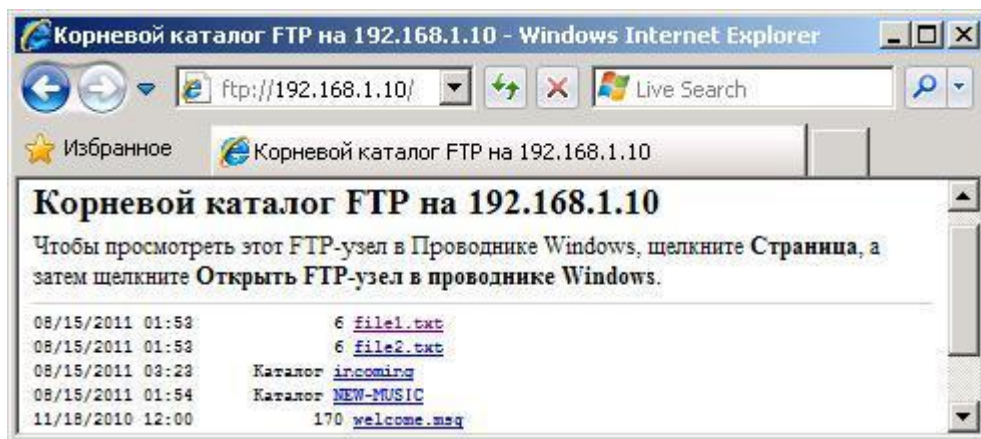 Корневой каталог FTP на 192.168.1.10 - Windows Internet Explorer
ftp://192.168.1.10/
Live Search
Избранное
Корневой каталог FTP на 192.168.1.10
Корневой каталог FTP на 192.168.1.10
Чтобы просмотреть этот FTP-узел в Проводнике Windows, щелкните Страница, а
затем щелкните Открыть FTP-узел в проводнике Windows.
08/15/2011 01:53 6 file1.txt
08/15/2011 01:53 6 file2.txt
08/15/2011 03:23 Каталог incoming
08/15/2011 01:54 Каталог NEW-MUSIC
11/18/2010 12:00 170 welcome.msg